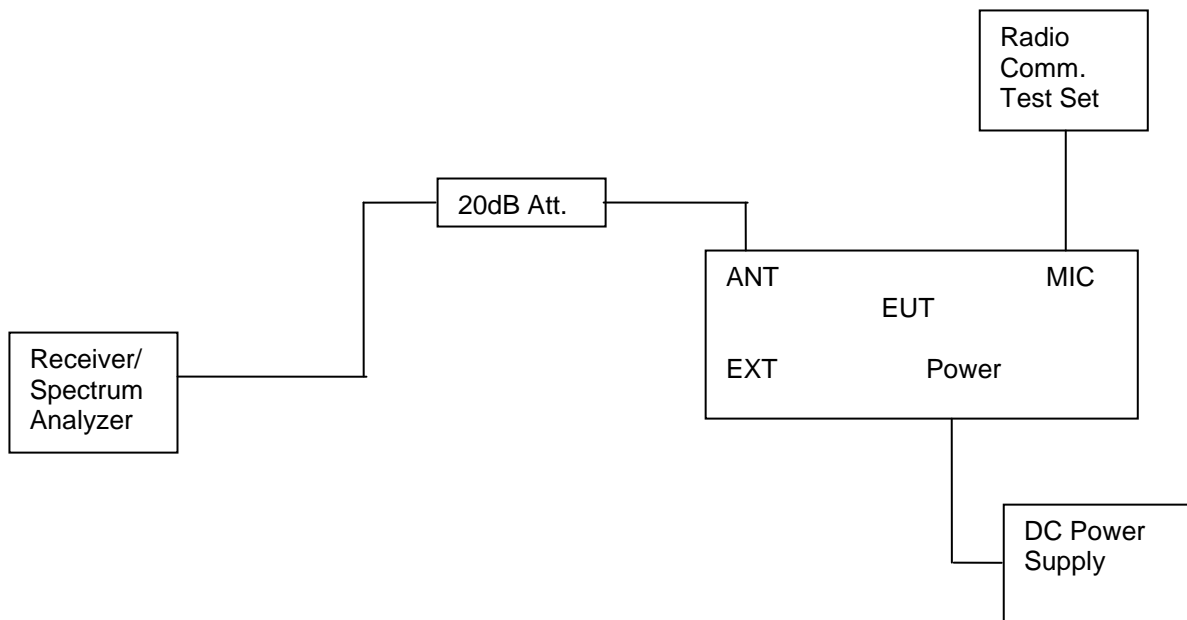 Radio
Comm.
Test Set
20dB Att.
ANT
MIC
EUT
Receiver/
Spectrum
Analyzer
EXT
Power
DC Power
Supply